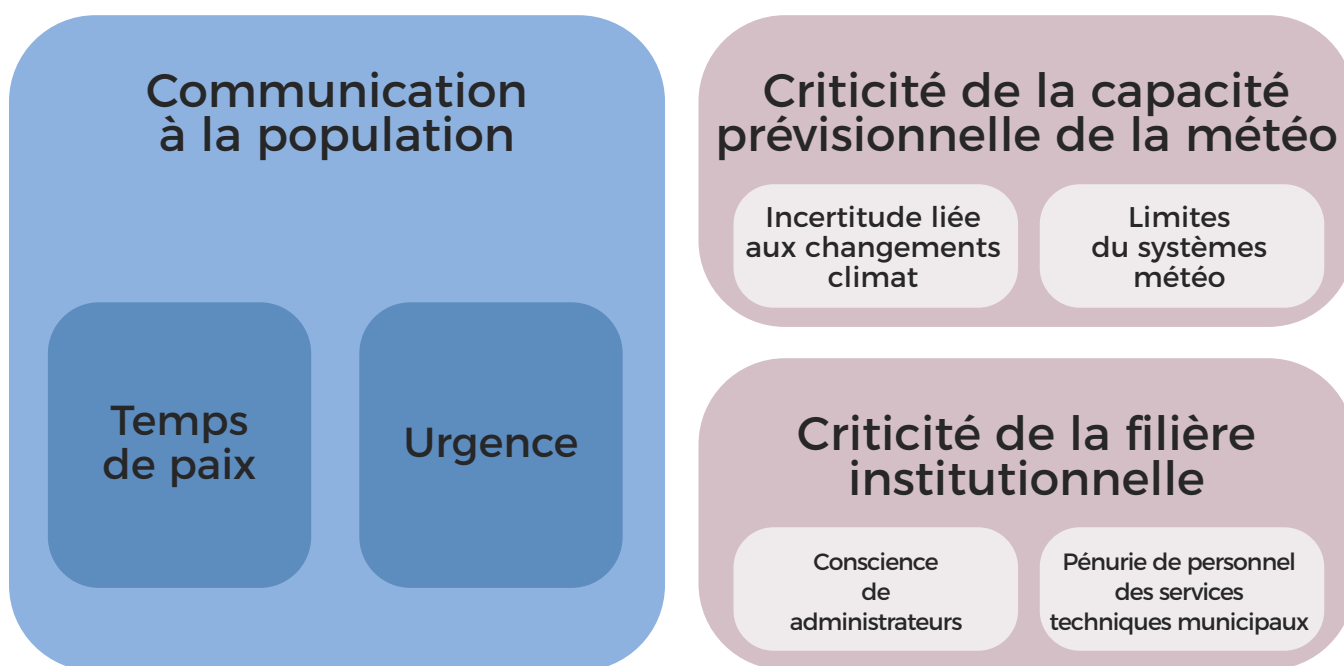 Communication
à la population
Temps
de paix
Urgence
Criticité de la capacité
prévisionnelle de la météo
Incertitude liée
aux changements
climat
Limites
du systèmes
météo
Criticité de la filière
institutionnelle
Conscience
de
administrateurs
Pénurie de personnel
des services
techniques municipaux